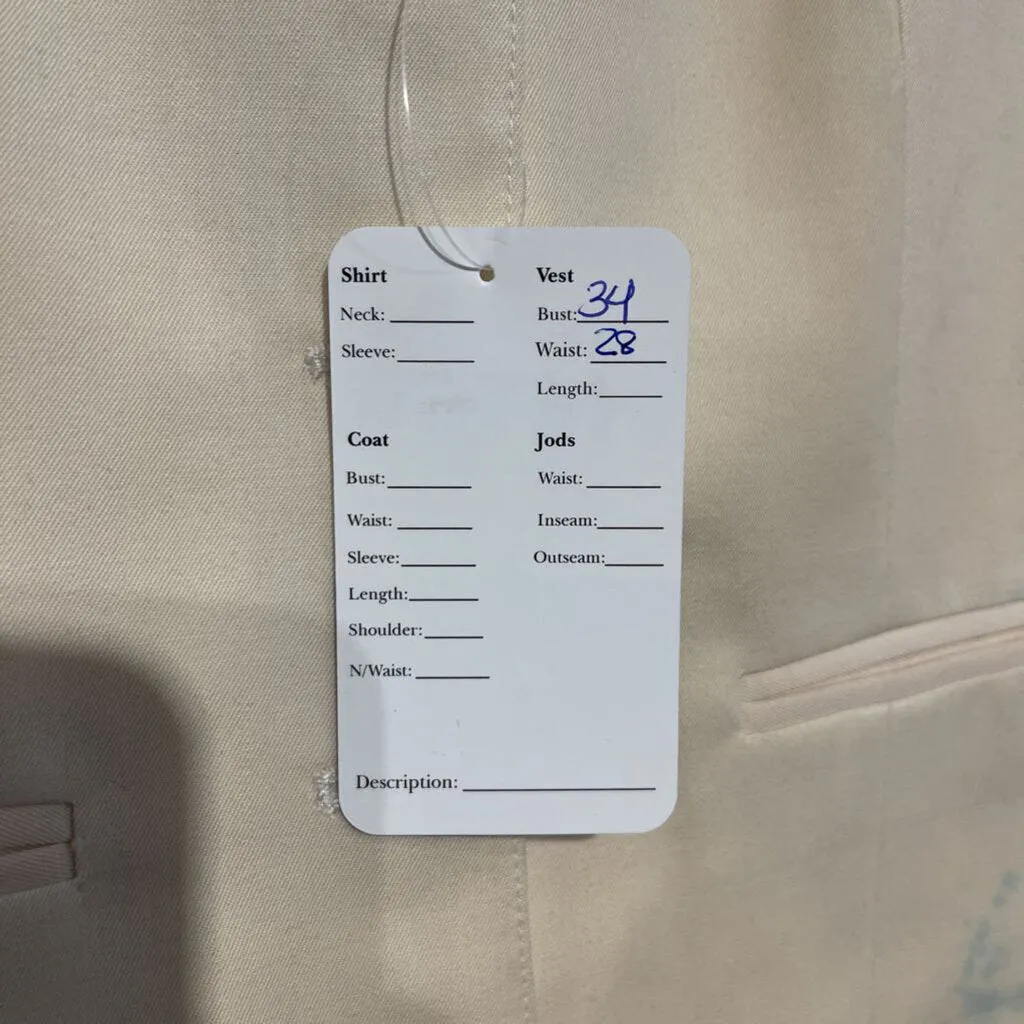 Shirt
Neck:
Sleeve:
Vest
Bust: 34
Waist: 28
Length:
Coat
Bust:
Waist:
Sleeve:
Length:
Shoulder:
N/Waist:
Jods
Waist:
Inseam:
Outseam:
Description: